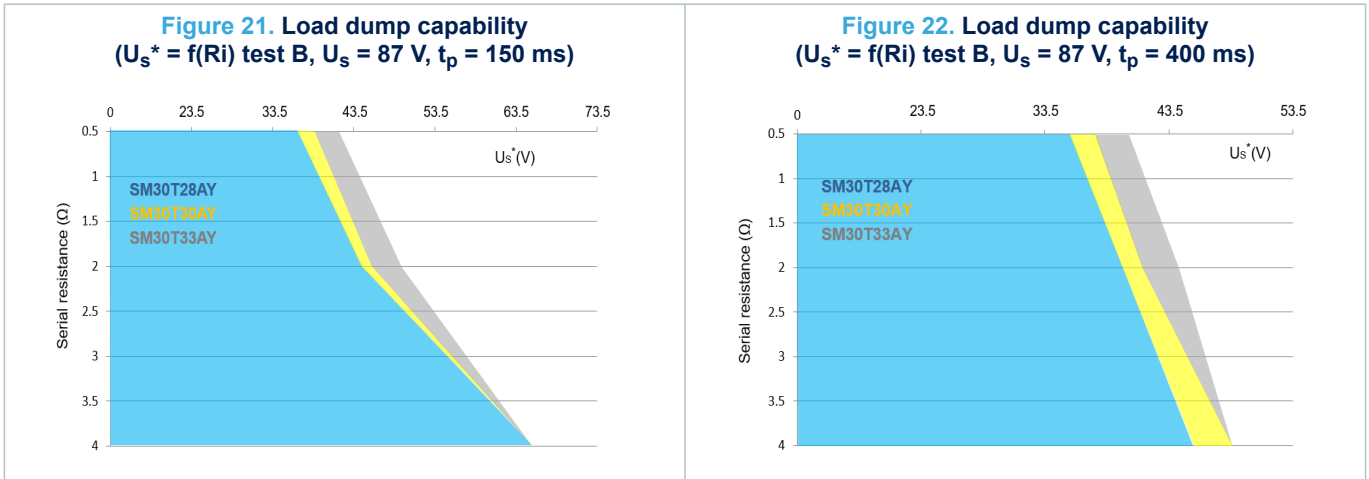 Figure 21. Load dump capability
(Us* = f(Ri) test B, Us = 87 V, tp = 150 ms)
0 23.5 33.5 43.5 53.5 63.5 73.5
0.5
Us*(V)
1
SM30T28AY
1.5
SM30T30AY
SM30T33AY
2
2.5
3
3.5
4
Serial resistance (Ω)
Figure 22. Load dump capability
(Us* = f(Ri) test B, Us = 87 V, tp = 400 ms)
0 23.5 33.5 43.5 53.5
0.5
Us*(V)
1
SM30T28AY
SM30T30AY
1.5
SM30T33AY
2
2.5
3
3.5
4
Serial resistance (Ω)